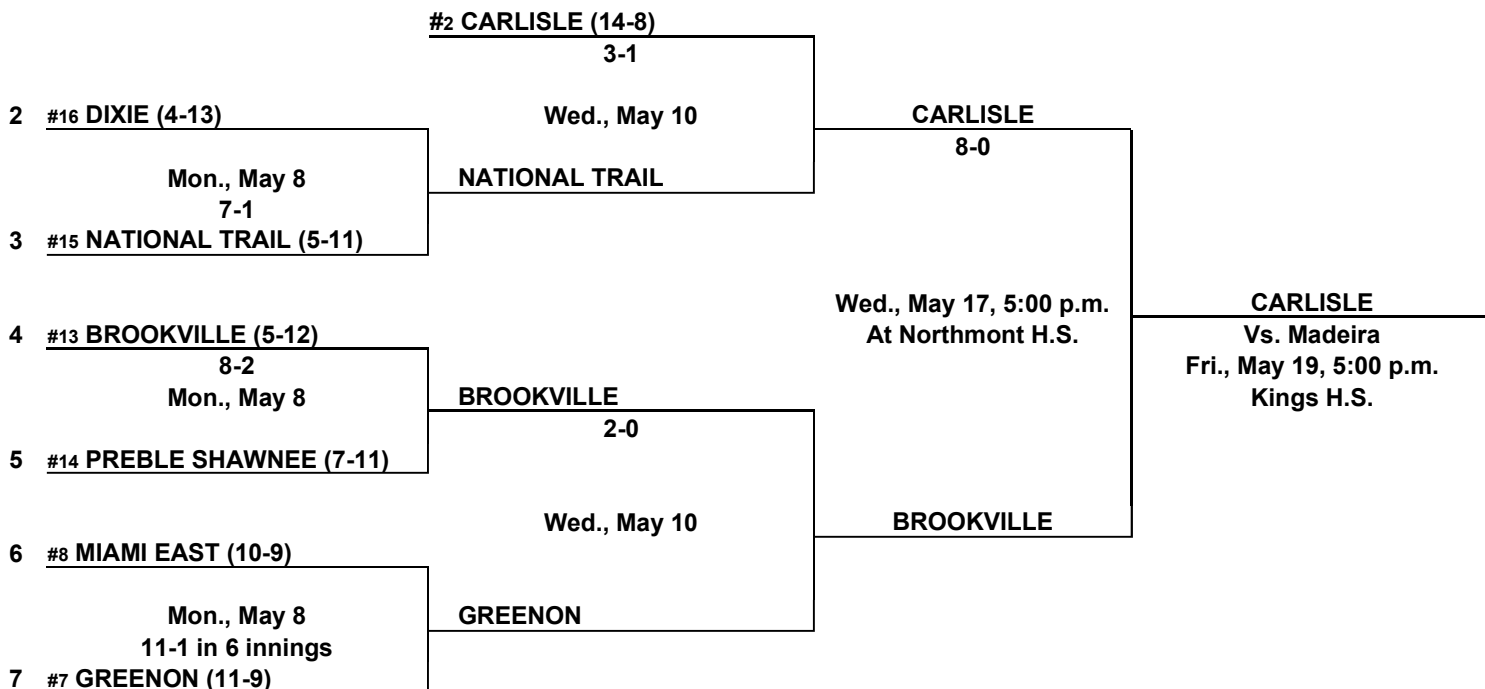 #2 CARLISLE (14-8)
3-1
2 #16 DIXIE (4-13)
Wed., May 10
CARLISLE
8-0
Mon., May 8
NATIONAL TRAIL
7-1
3 #15 NATIONAL TRAIL (5-11)
Wed., May 17, 5:00 p.m.
CARLISLE
4 #13 BROOKVILLE (5-12)
At Northmont H.S.
Vs. Madeira
8-2
Fri., May 19, 5:00 p.m.
Mon., May 8
BROOKVILLE
Kings H.S.
2-0
5 #14 PREBLE SHAWNEE (7-11)
Wed., May 10
BROOKVILLE
6 #8 MIAMI EAST (10-9)
Mon., May 8
GREENON
11-1 in 6 innings
7 #7 GREENON (11-9)